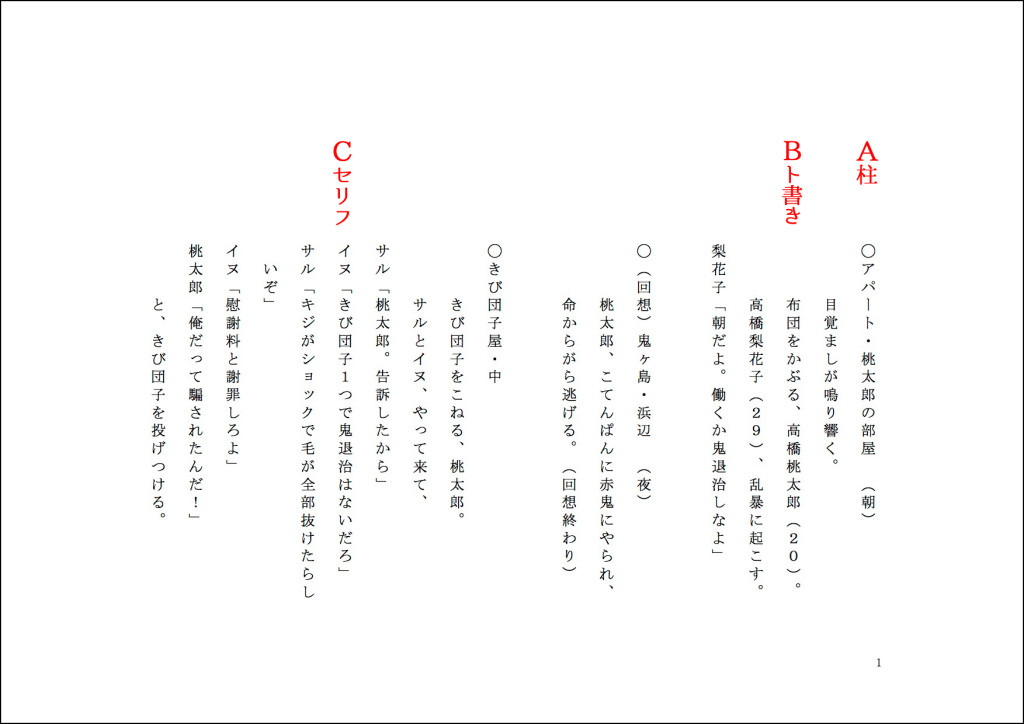 A柱
〇アパート・桃太郎の部屋　（朝）
目覚ましが鳴り響く。
Bト書き
布団をかぶる、高橋桃太郎（２０）。
高橋梨花子（２９）、乱暴に起こす。
梨花子「朝だよ。働くか鬼退治しなよ」
〇（回想）鬼ヶ島・浜辺　（夜）
桃太郎、こてんぱんに赤鬼にやられ、
命からがら逃げる。（回想終わり）
〇きび団子屋・中
きび団子をこねる、桃太郎。
サルとイヌ、やって来て、
サル「桃太郎。告訴したから」
Cセリフ
イヌ「きび団子１つで鬼退治はないだろ」
サル「キジがショックで毛が全部抜けたらし
いぞ」
イヌ「慰謝料と謝罪しろよ」
桃太郎「俺だって騙されたんだ！」
と、きび団子を投げつける。
1